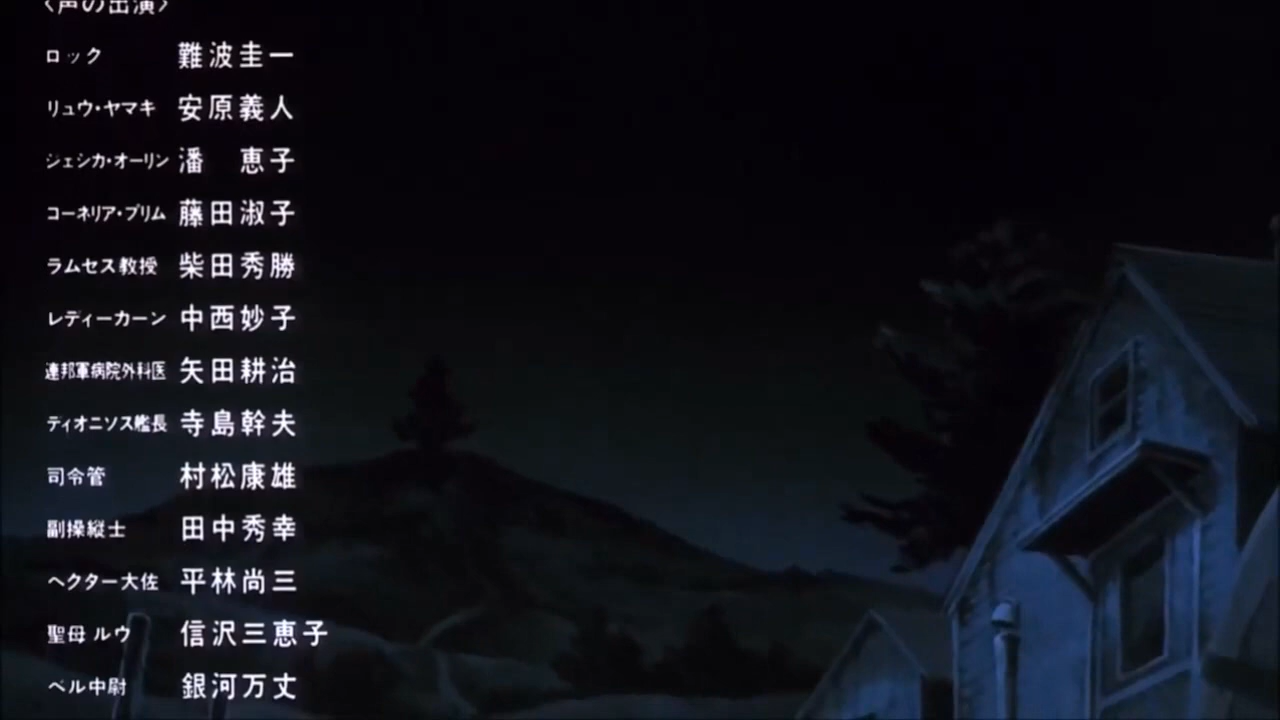 〈声の出演〉
ロック 難波圭一
リュウ・ヤマキ 安原義人
ジェシカ・オーリン 潘 恵子
コーネリア・プリム 藤田淑子
ラムセス教授 柴田秀勝
レディーカーン 中西妙子
連邦軍病院外科医 矢田耕治
ディオニソス艦長 寺島幹夫
司令管 村松康雄
副操縦士 田中秀幸
ヘクター大佐 平林尚三
聖母 ルウ 信沢三恵子
ベル中尉 銀河万丈